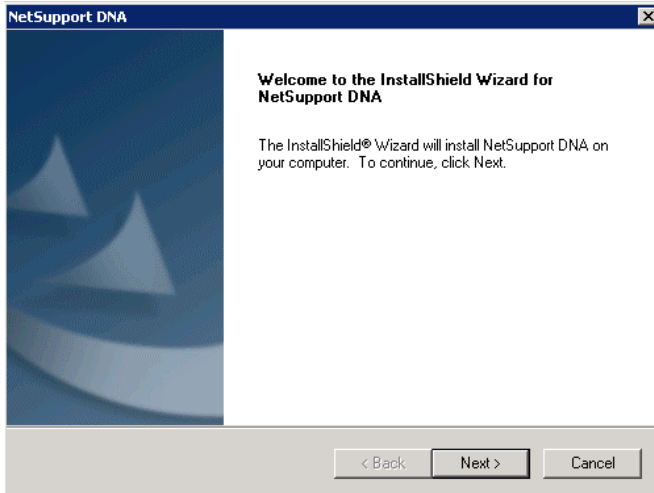 NetSupport DNA
Welcome to the InstallShield Wizard for
NetSupport DNA
The InstallShield® Wizard will install NetSupport DNA on
your computer. To continue, click Next.
< Back
Next >
Cancel